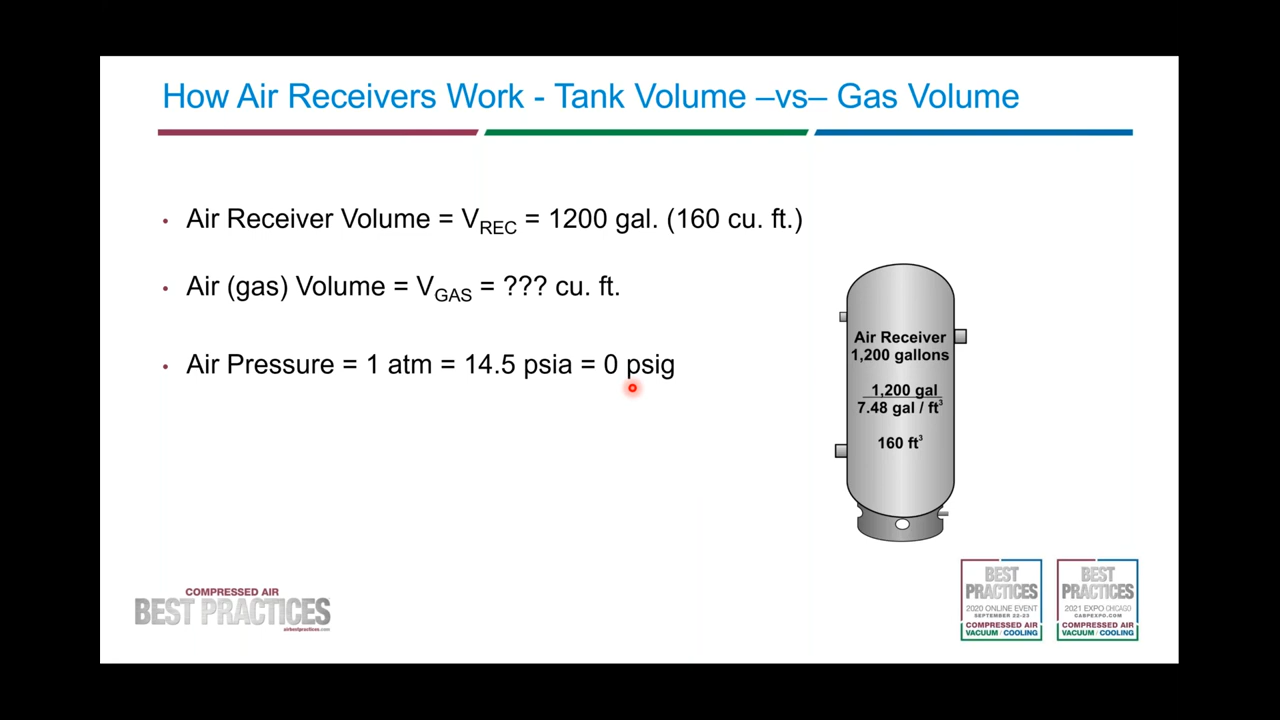 How Air Receivers Work - Tank Volume –vs– Gas Volume
• Air Receiver Volume = VREC = 1200 gal. (160 cu. ft.)
• Air (gas) Volume = VGAS = ??? cu. ft.
• Air Pressure = 1 atm = 14.5 psia = 0 psig
Air Receiver
1,200 gallons
1,200 gal
7.48 gal / ft³
160 ft³
COMPRESSED AIR
BEST PRACTICES
airbestpractices.com
BEST
PRACTICES
2020 ONLINE EVENT
SEPTEMBER 22-23
COMPRESSED AIR
VACUUM / COOLING
BEST
PRACTICES
2021 EXPO CHICAGO
CABPEXPO.COM
COMPRESSED AIR
VACUUM / COOLING